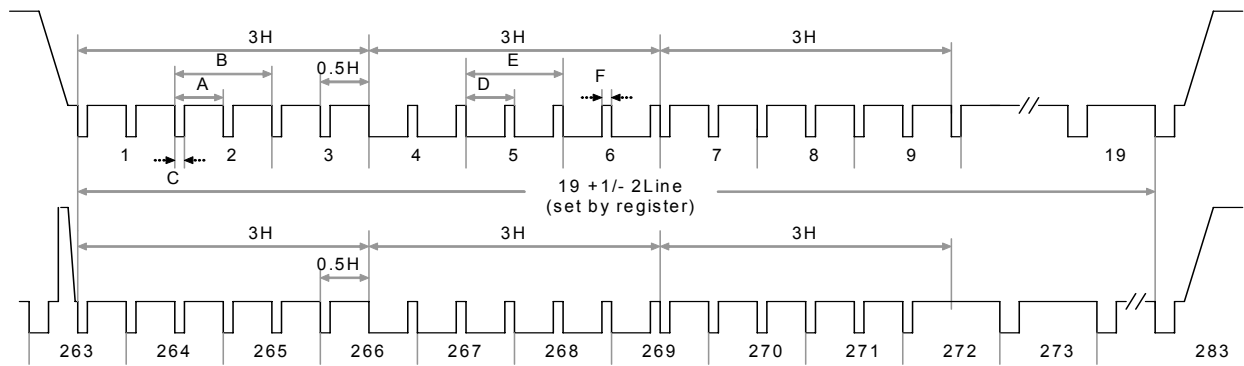 3H 3H 3H
B E
0.5H F
A D
1 2 3 4 5 6 7 8 9 19
C
19 +1/- 2Line
(set by register)
3H 3H 3H
0.5H
263 264 265 266 267 268 269 270 271 272 273 283